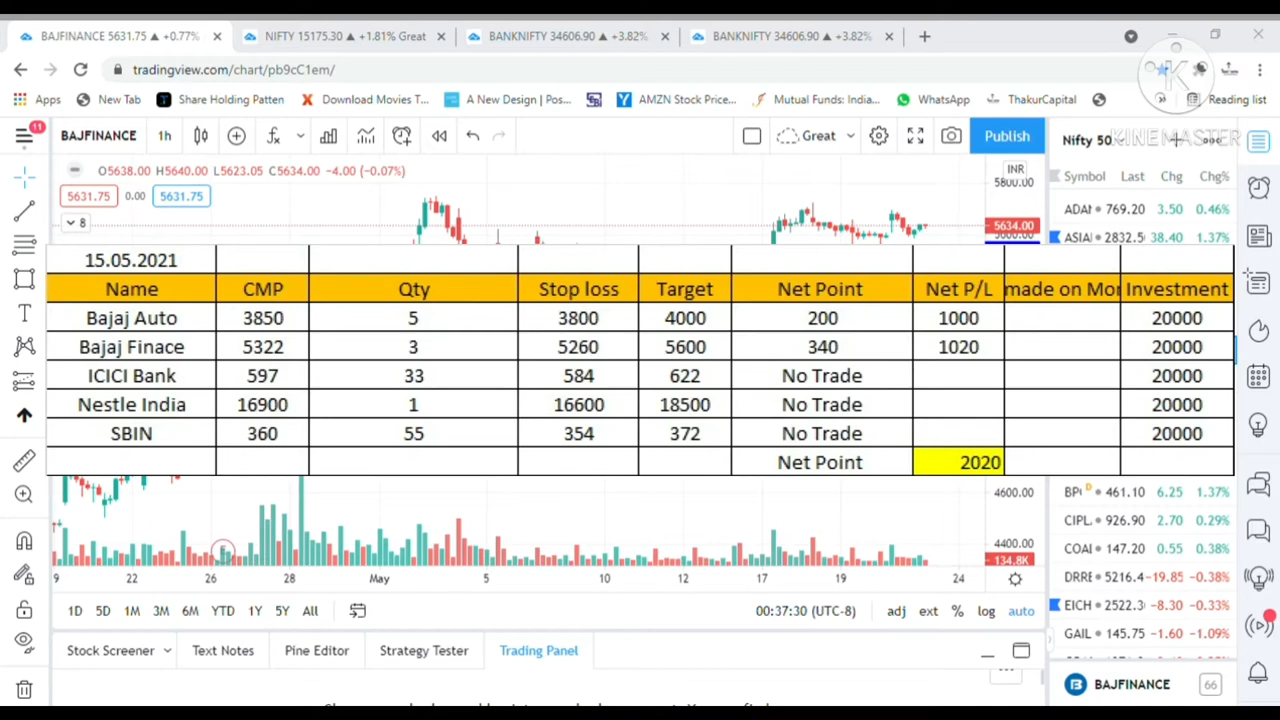 BAJFINANCE 5631.75 ▲ +0.77%
NIFTY 15175.30 ▲ +1.81% Great
BANKNIFTY 34606.90 ▲ +3.82%
BANKNIFTY 34606.90 ▲ +3.82%
tradingview.com/chart/pb9cC1em/
Apps New Tab Share Holding Patten Download Movies T... A New Design | Pos... AMZN Stock Price... Mutual Funds: India... WhatsApp ThakurCapital Reading list
KINEMASTER
11 BAJFINANCE 1h Great Publish Nifty 50
O5638.00 H5640.00 L5623.05 C5634.00 -4.00 (-0.07%) INR Symbol Last Chg Chg%
5631.75 0.00 5631.75 5800.00
ADAI 769.20 3.50 0.46%
8 5634.00
ASIAI 2832.5 38.40 1.37%
15.05.2021
Name CMP Qty Stop loss Target Net Point Net P/L made on Mor Investment
Bajaj Auto 3850 5 3800 4000 200 1000 20000
Bajaj Finace 5322 3 5260 5600 340 1020 20000
ICICI Bank 597 33 584 622 No Trade 20000
Nestle India 16900 1 16600 18500 No Trade 20000
SBIN 360 55 354 372 No Trade 20000
Net Point 2020
4600.00 461.10 6.25 1.37%
CIPL 926.90 2.70 0.29%
4400.00 COAI 147.20 0.55 0.38%
134.8K
9 22 26 28 May 5 10 12 17 19 24
DRRE 5216.4 -19.85 -0.38%
EICH 2522.3 -8.30 -0.33%
1D 5D 1M 3M 6M YTD 1Y 5Y All 00:37:30 (UTC-8) adj ext % log auto
GAIL 145.75 -1.60 -1.09%
Stock Screener Text Notes Pine Editor Strategy Tester Trading Panel
BAJFINANCE 66